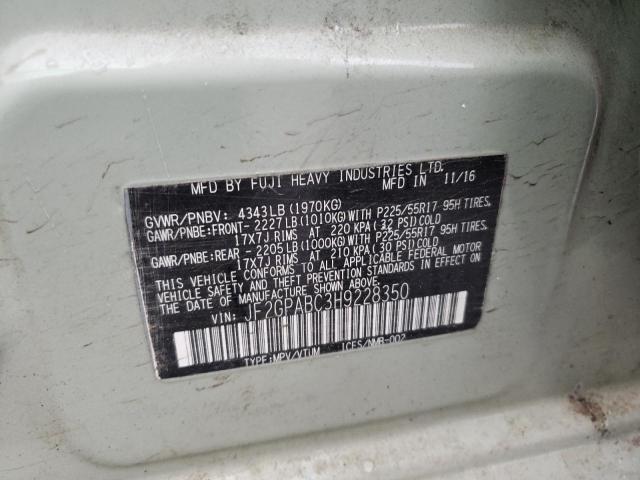 MFD BY FUJI HEAVY INDUSTRIES LTD.
MFD IN 11/16
GVWR/PNBV: 4343LB(1970KG)
GAWR/PNBE:FRONT- 2227LB(1010KG)WITH P225/55R17 95H TIRES,
17X7J RIMS AT 220 KPA(32 PSI)COLD
GAWR/PNBE:REAR - 2205LB(1000KG)WITH P225/55R17 95H TIRES,
17X7J RIMS AT 210 KPA(30 PSI)COLD
THIS VEHICLE CONFORMS TO ALL APPLICABLE FEDERAL MOTOR
VEHICLE SAFETY AND THEFT PREVENTION STANDARDS IN EFFECT ON
THE DATE OF MANUFACTURE SHOWN ABOVE.
VIN: JF2GPABC3H9228350
TYPE:MPV/VTUM ICES/NMB-002